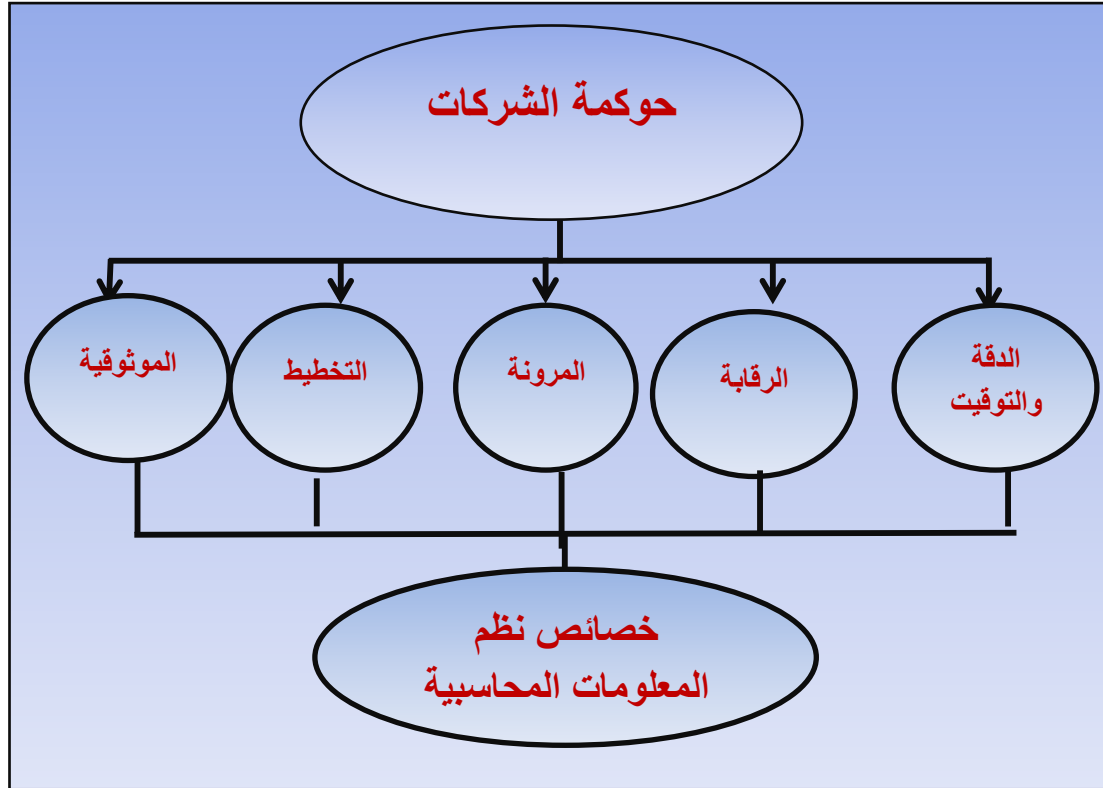 حوكمة الشركات
الدقة
والتوقيت
الرقابة
المرونة
التخطيط
الموثوقية
خصائص نظم
المعلومات المحاسبية